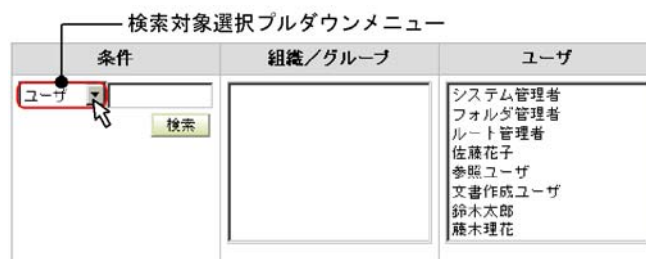 検索対象選択プルダウンメニュー
条件
組織／グループ
ユーザ
ユーザ
検索
システム管理者
フォルダ管理者
ルート管理者
佐藤花子
参照ユーザ
文書作成ユーザ
鈴木太郎
藤木理花